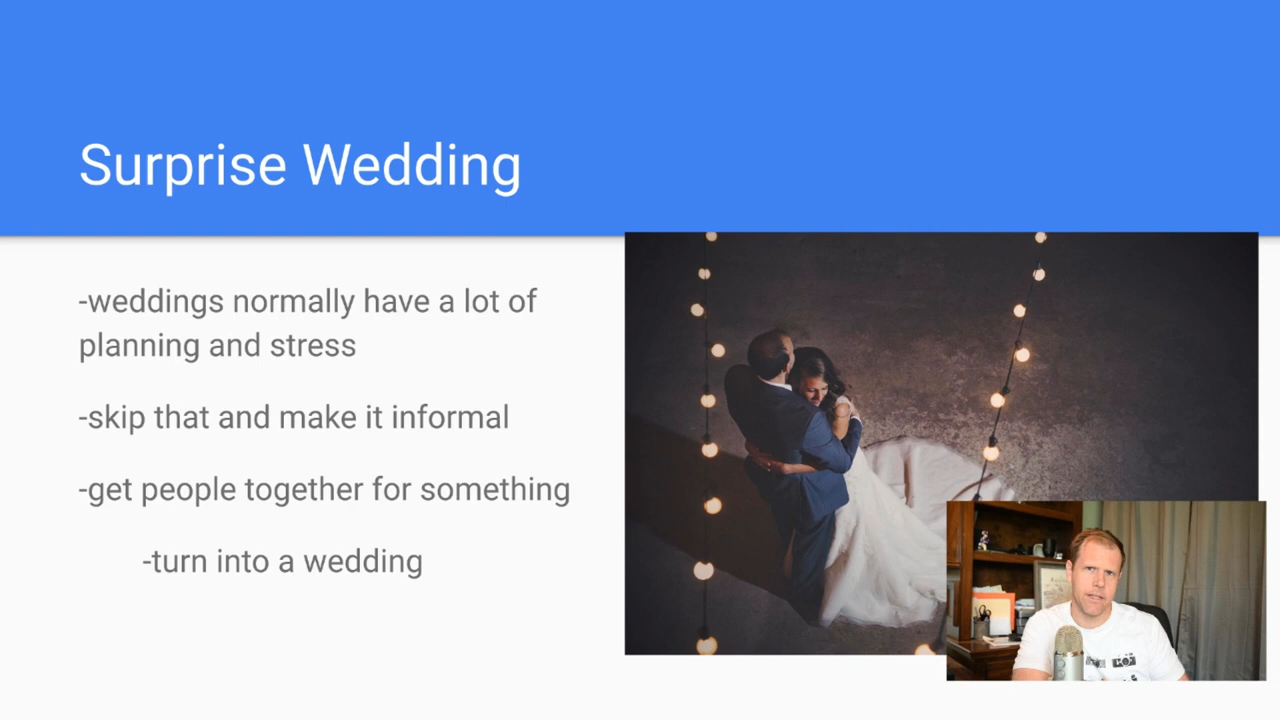 Surprise Wedding
-weddings normally have a lot of
planning and stress
-skip that and make it informal
-get people together for something
-turn into a wedding